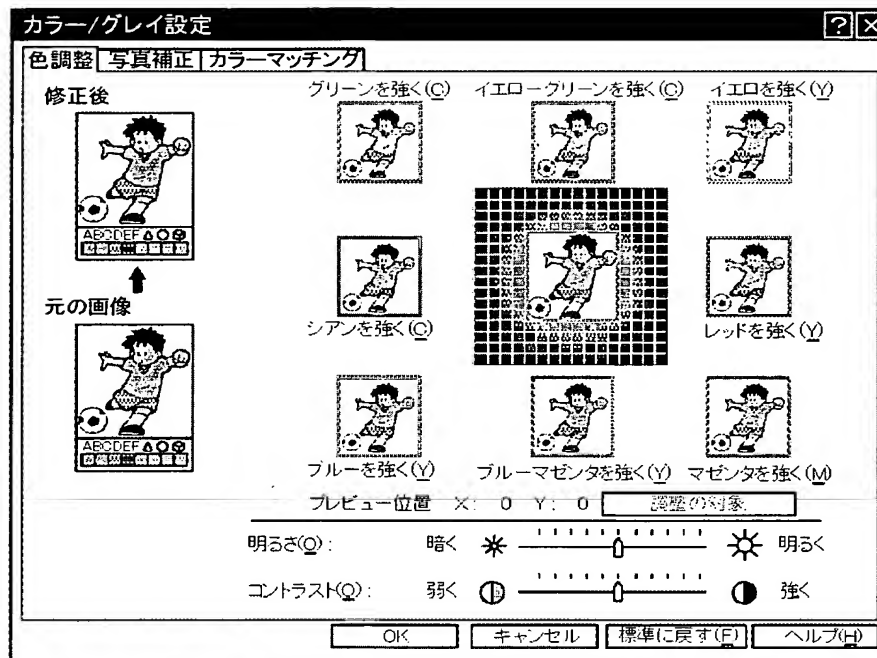 カラー/グレイ設定
?×
色調整 写真補正 カラーマッチング
修正後
グリーンを強く(C) イエローグリーンを強く(C) イエロを強く(Y)
ABCDEF
元の画像
シアンを強く(C) レッドを強く(Y)
ABCDEF
ブルーを強く(Y) ブルーマゼンタを強く(Y) マゼンタを強く(M)
プレビュー位置 X: 0 Y: 0 調整の対象
明るさ(O): 暗く 明るく
コントラスト(O): 弱く 強く
OK キャンセル 標準に戻す(F) ヘルプ(H)